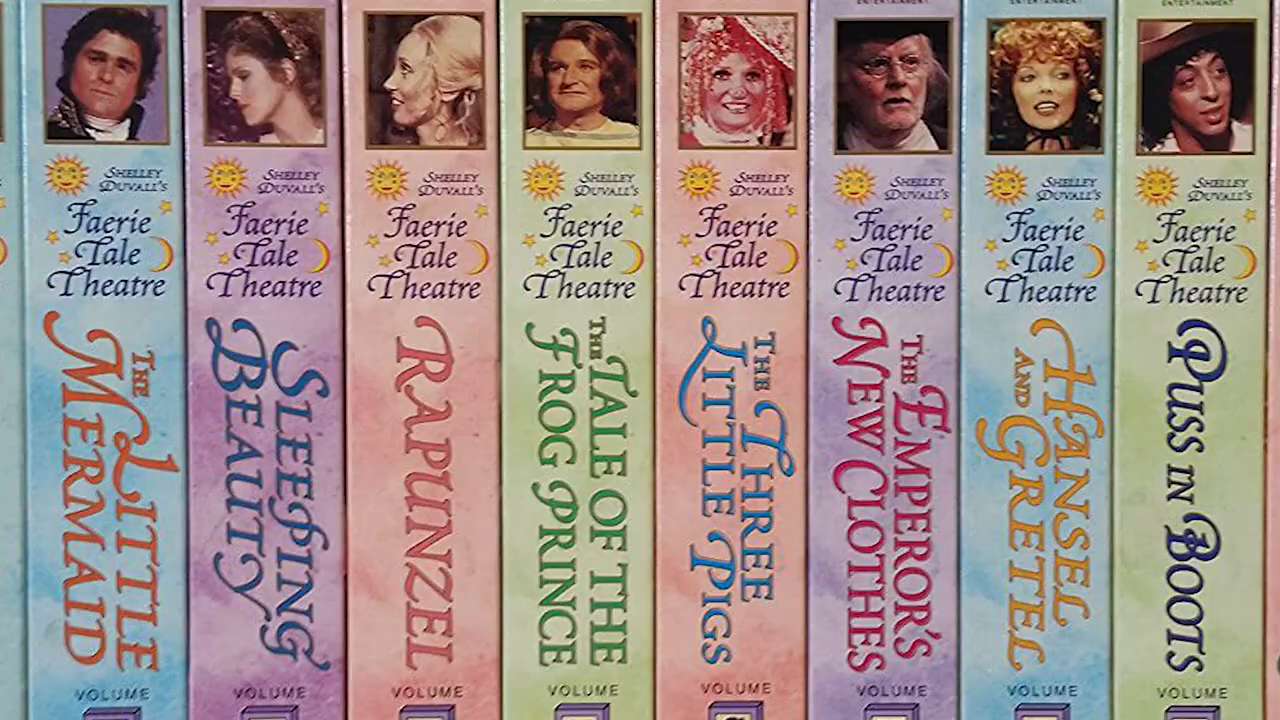 SHELLEY
DUVALL'S
Faerie
Tale
Theatre
THE LITTLE
MERMAID
VOLUME
SHELLEY
DUVALL'S
Faerie
Tale
Theatre
SLEEPING
BEAUTY
VOLUME
SHELLEY
DUVALL'S
Faerie
Tale
Theatre
RAPUNZEL
VOLUME
SHELLEY
DUVALL'S
Faerie
Tale
Theatre
THE TALE OF THE
FROG PRINCE
VOLUME
SHELLEY
DUVALL'S
Faerie
Tale
Theatre
THE THREE
LITTLE PIGS
VOLUME
ENTERTAINMENT
SHELLEY
DUVALL'S
Faerie
Tale
Theatre
THE EMPEROR'S
NEW CLOTHES
VOLUME
ENTERTAINMENT
SHELLEY
DUVALL'S
Faerie
Tale
Theatre
HANSEL
AND GRETEL
VOLUME
ENTERTAINMENT
SHELLEY
DUVALL'S
Faerie
Tale
Theatre
PUSS IN BOOTS
VOLUME